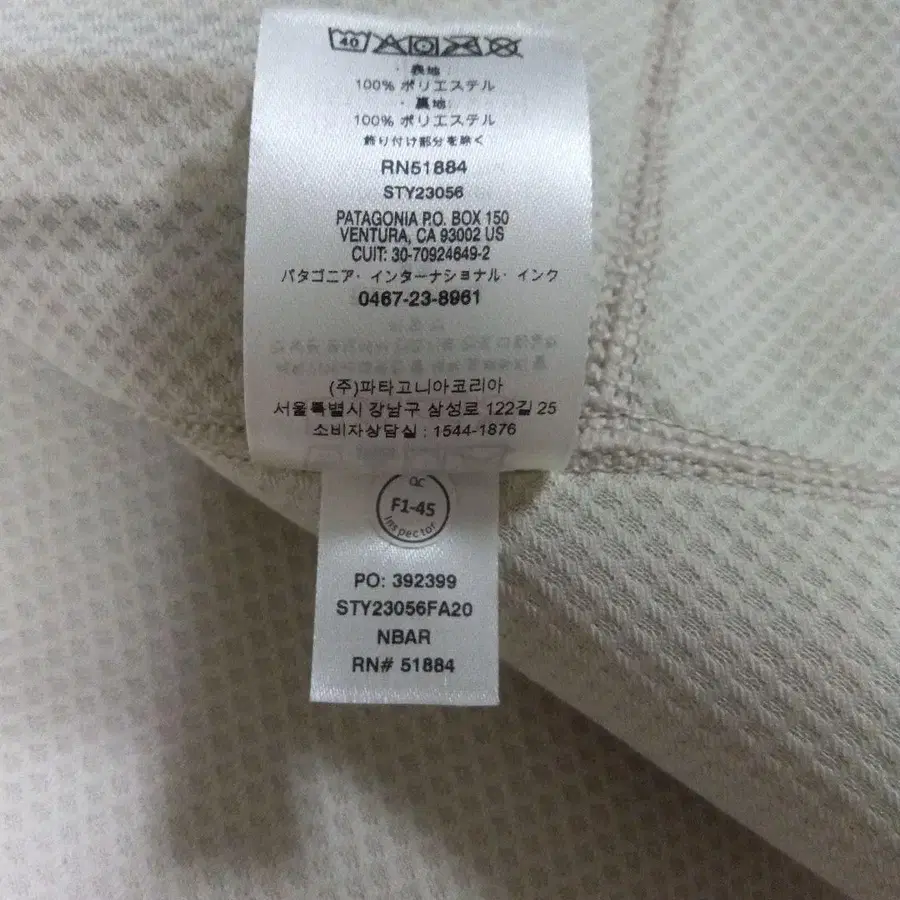 40
・表地:
100% ポリエステル
・裏地:
100% ポリエステル
飾り付け部分を除く
RN51884
STY23056
PATAGONIA P.O. BOX 150
VENTURA, CA 93002 US
CUIT: 30-70924649-2
パタゴニア・インターナショナル・インク
0467-23-8961
(주)파타고니아코리아
서울특별시 강남구 삼성로 122길 25
소비자상담실 : 1544-1876
QC
F1-45
Inspector
PO: 392399
STY23056FA20
NBAR
RN# 51884